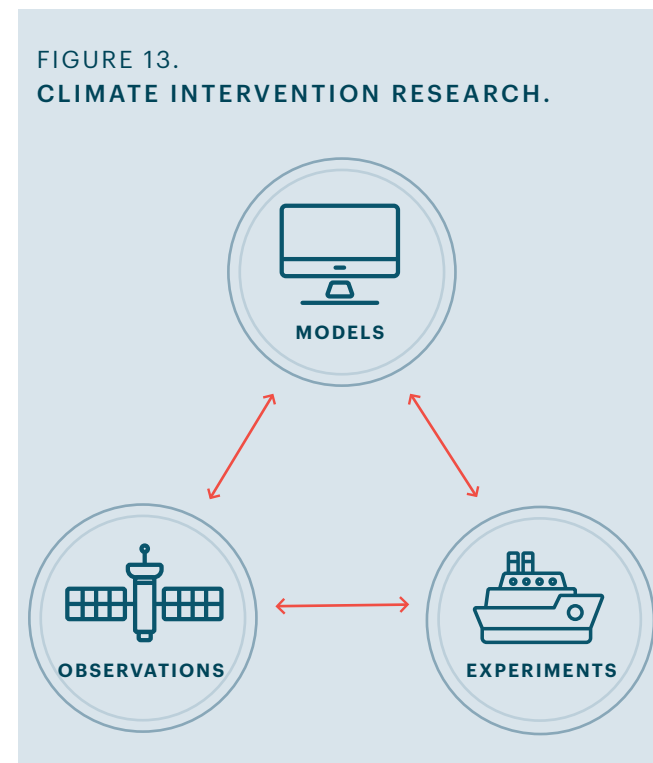 FIGURE 13.
CLIMATE INTERVENTION RESEARCH.
MODELS
OBSERVATIONS
EXPERIMENTS